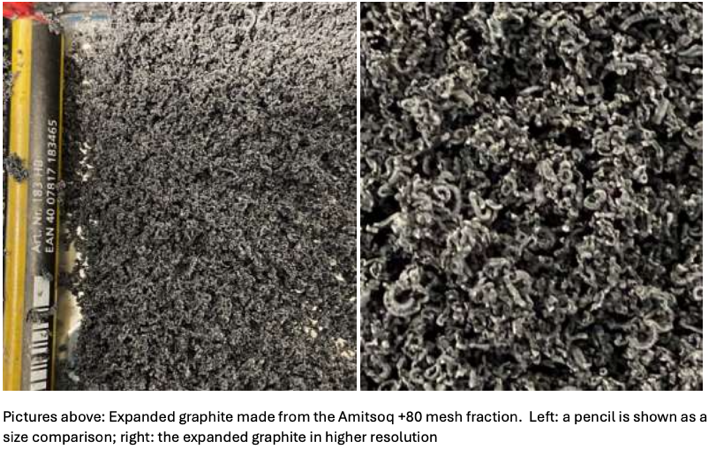 Art. Nr. 183 HB
EAN 40 07817 183465
Pictures above: Expanded graphite made from the Amitsoq +80 mesh fraction.  Left: a pencil is shown as a
size comparison; right: the expanded graphite in higher resolution